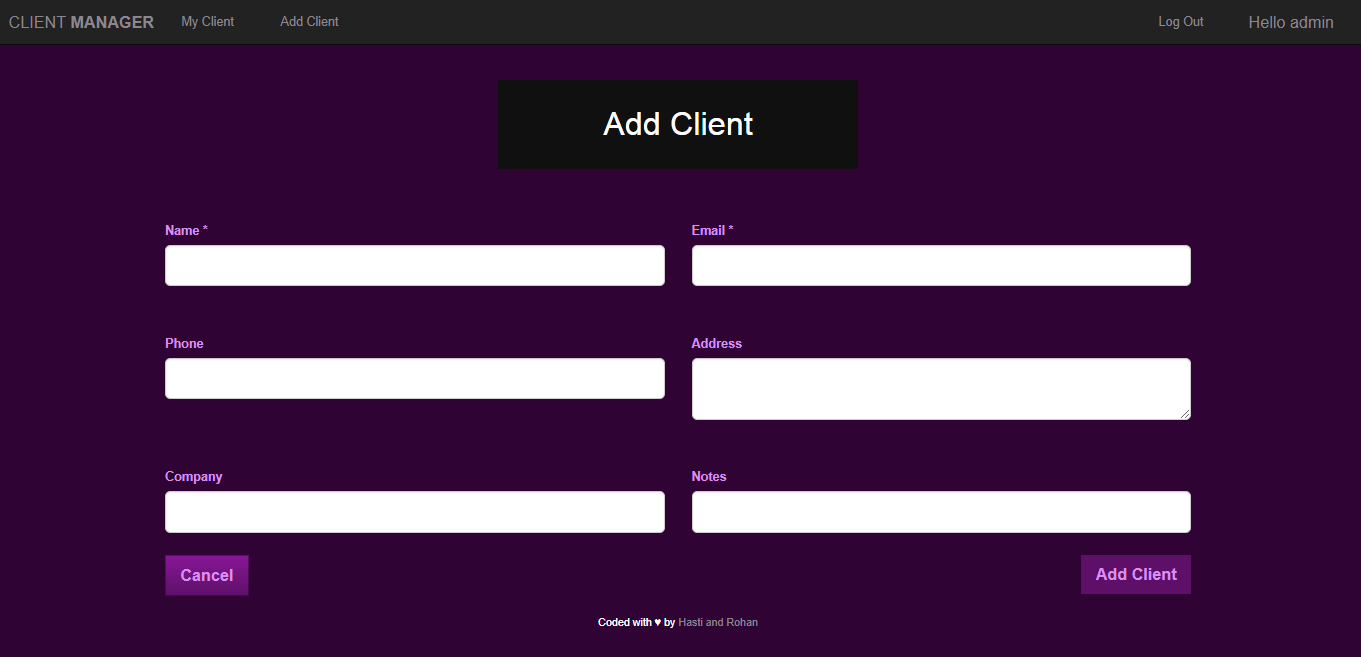 CLIENT MANAGER My Client Add Client Log Out Hello admin
Add Client
Name * Email *
Phone Address
Company Notes
Cancel Add Client
Coded with ♥ by Hasti and Rohan